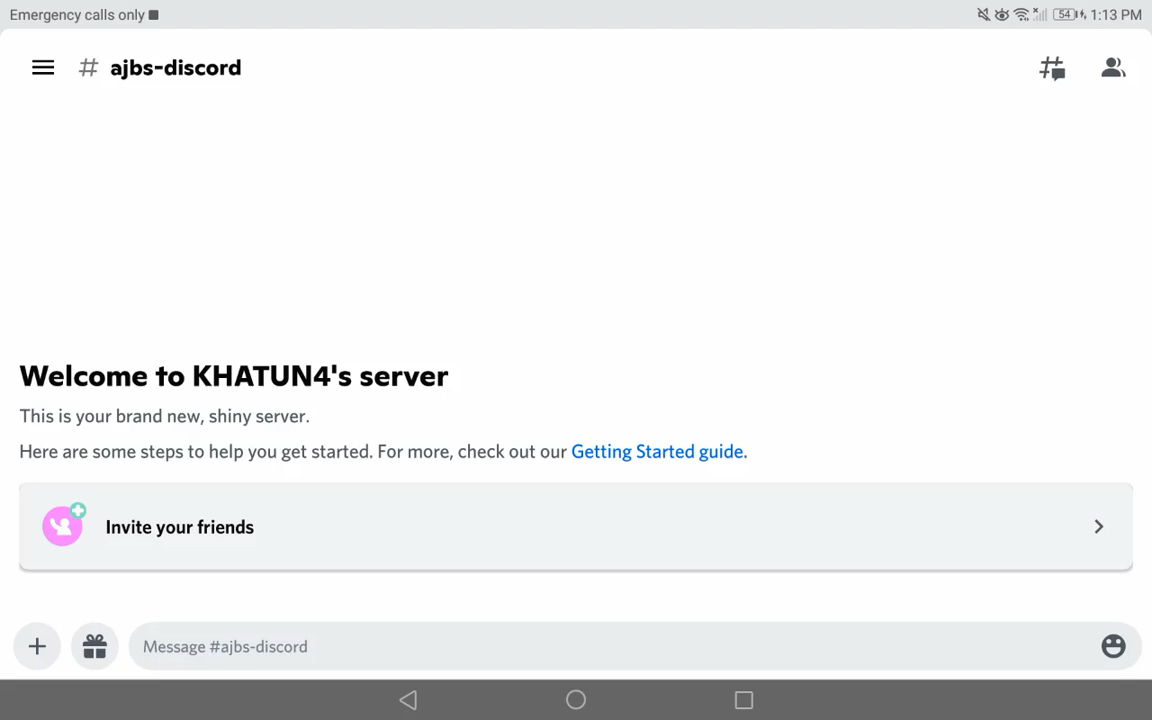 Emergency calls only
54 1:13 PM
# ajbs-discord
Welcome to KHATUN4's server
This is your brand new, shiny server.
Here are some steps to help you get started. For more, check out our Getting Started guide.
Invite your friends
Message #ajbs-discord